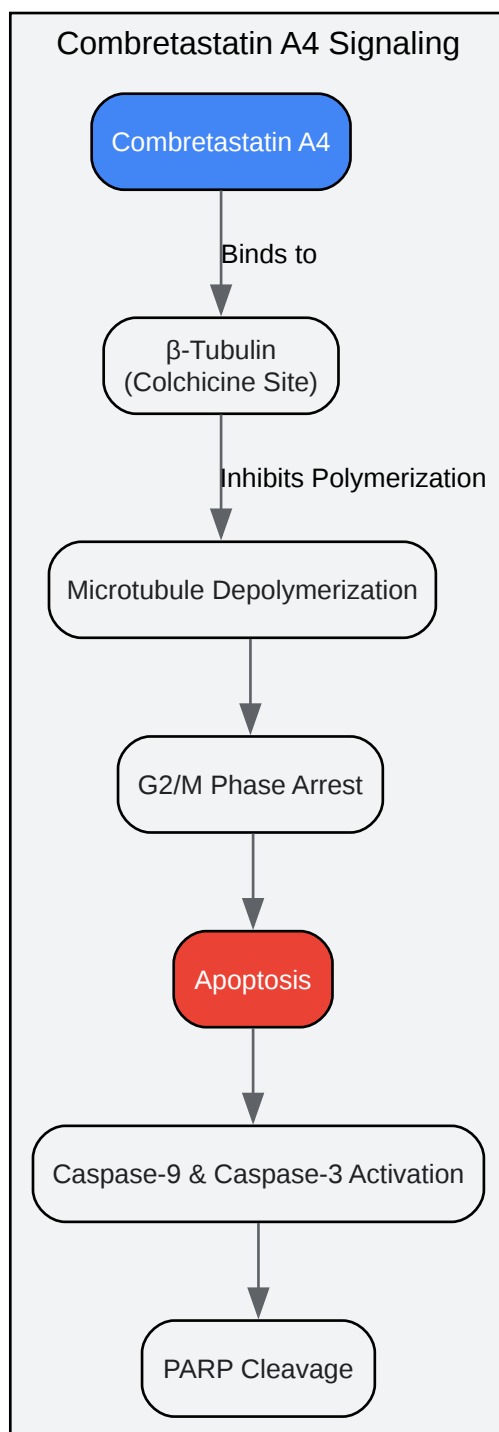 Combretastatin A4 Signaling
Combretastatin A4
Binds to
β-Tubulin
(Colchicine Site)
Inhibits Polymerization
Microtubule Depolymerization
G2/M Phase Arrest
Apoptosis
Caspase-9 & Caspase-3 Activation
PARP Cleavage